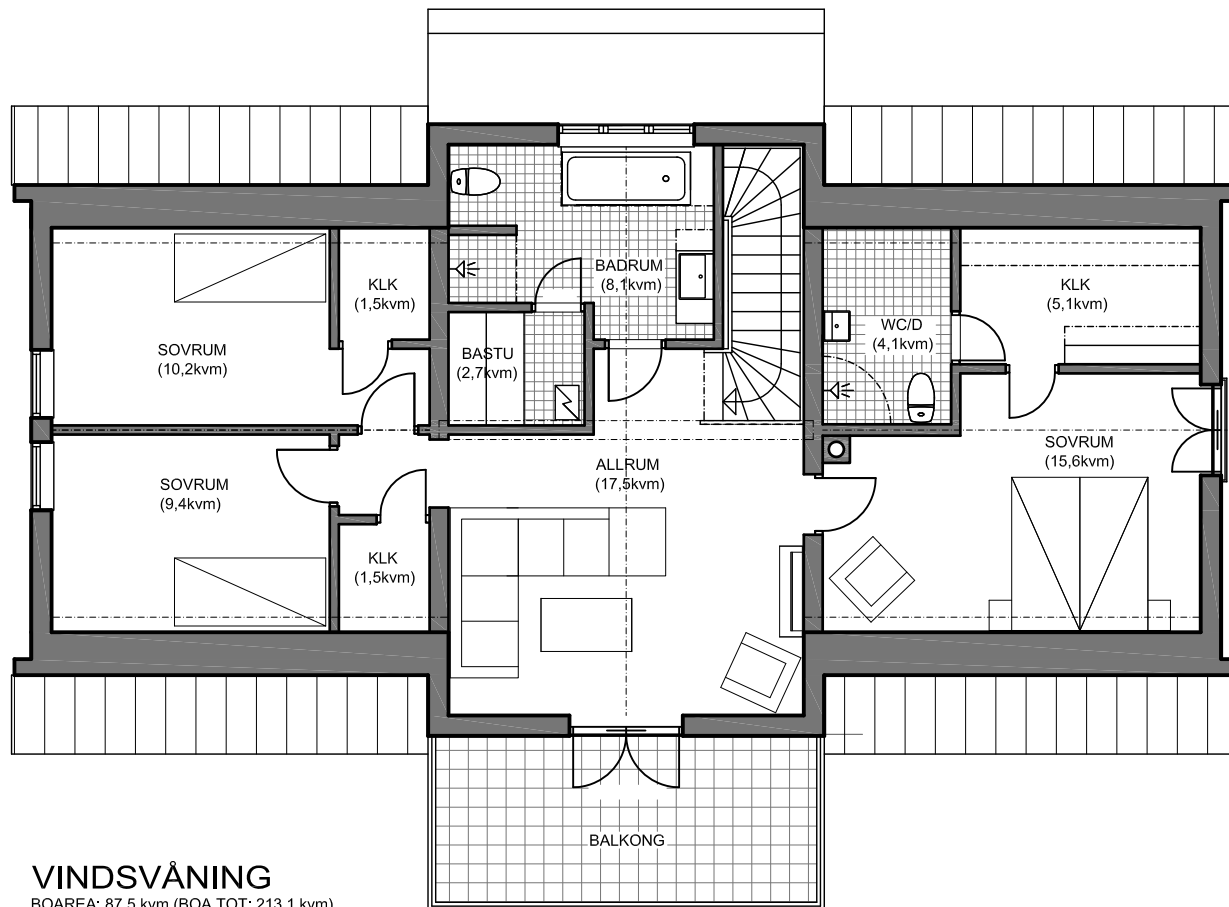 BADRUM
(8,1kvm)
KLK
(1,5kvm)
KLK
(5,1kvm)
WC/D
(4,1kvm)
SOVRUM
(10,2kvm)
BASTU
(2,7kvm)
SOVRUM
(15,6kvm)
ALLRUM
(17,5kvm)
SOVRUM
(9,4kvm)
KLK
(1,5kvm)
BALKONG
VINDSVÅNING
BOAREA: 87,5 kvm (BOA TOT: 213,1 kvm)